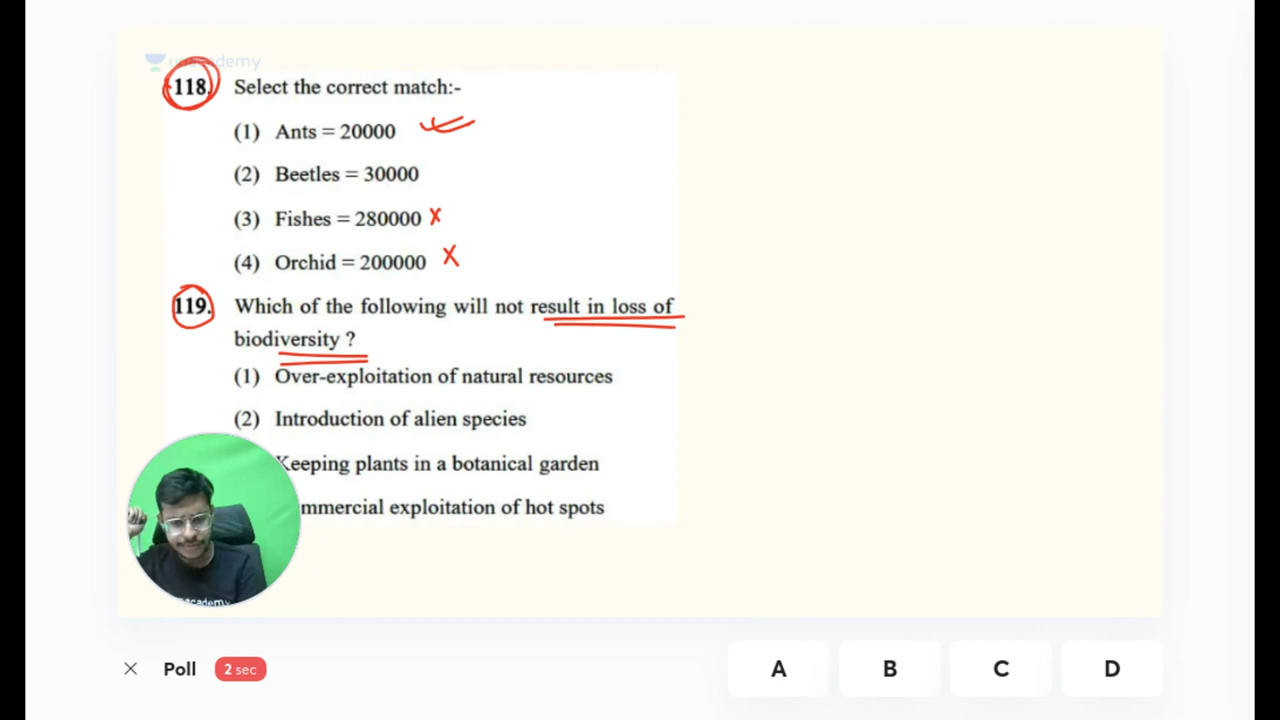 unacademy
118. Select the correct match:-
(1) Ants = 20000
(2) Beetles = 30000
(3) Fishes = 280000
(4) Orchid = 200000
119. Which of the following will not result in loss of
biodiversity ?
(1) Over-exploitation of natural resources
(2) Introduction of alien species
Keeping plants in a botanical garden
mmercial exploitation of hot spots
Poll 2 sec A B C D